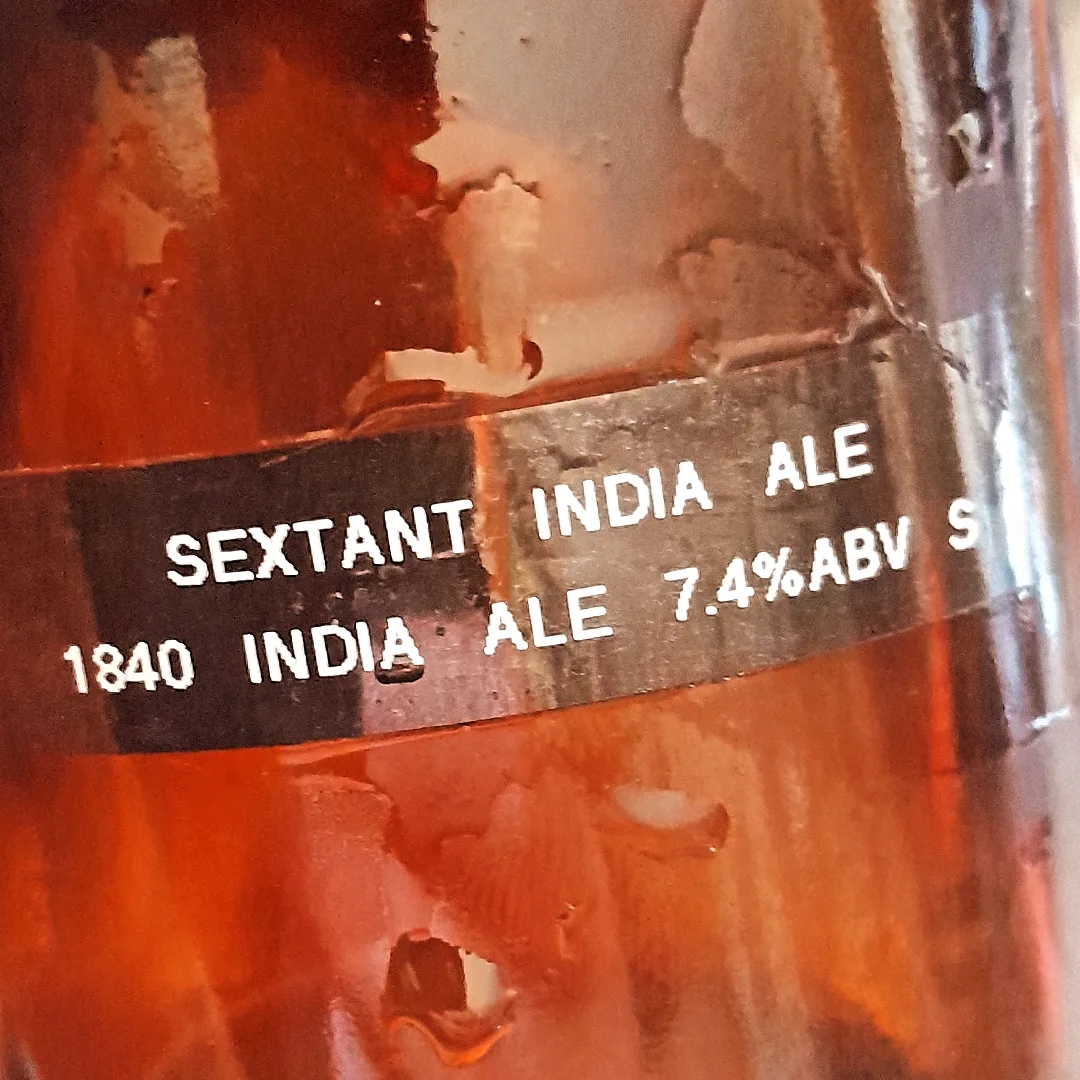 SEXTANT INDIA ALE
1840 INDIA ALE 7.4%ABV S